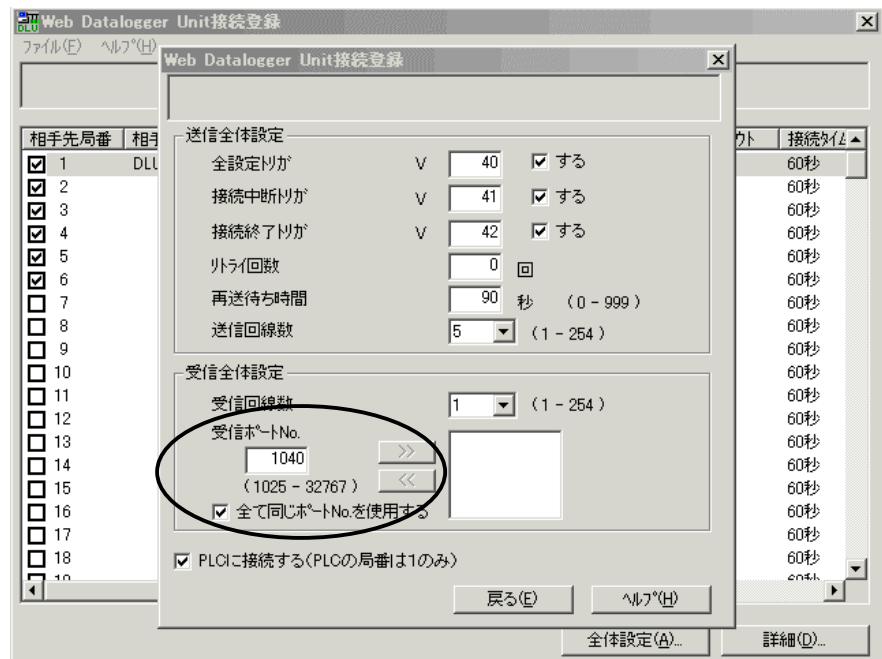 Web Datalogger Unit接続登録
ファイル(F) ヘルプ(H)
Web Datalogger Unit接続登録
相手先局番 相手
ウト 接続タイム
送信全体設定
全設定トリガ V 40 する
接続中断トリガ V 41 する
接続終了トリガ V 42 する
リトライ回数 0 回
再送待ち時間 90 秒 (0 - 999)
送信回線数 5 (1 - 254)
受信全体設定
受信回線数 1 (1 - 254)
受信ポートNo.
1040 >>
(1025 - 32767) <<
全て同じポートNo.を使用する
PLCに接続する(PLCの局番は1のみ)
戻る(E) ヘルプ(H)
1 DLU 60秒
2 60秒
3 60秒
4 60秒
5 60秒
6 60秒
7 60秒
8 60秒
9 60秒
10 60秒
11 60秒
12 60秒
13 60秒
14 60秒
15 60秒
16 60秒
17 60秒
18 60秒
19 60秒
全体設定(A)... 詳細(D)...